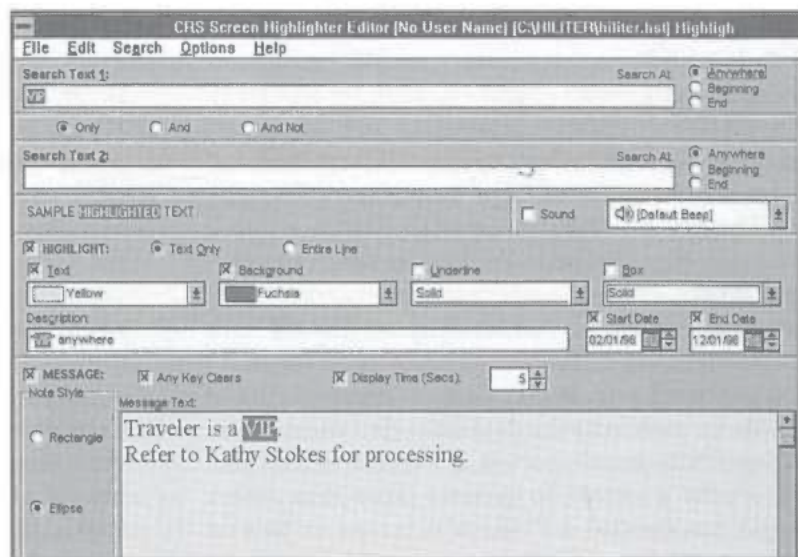 CRS Screen Highlighter Editor [No User Name] [C:\HILITER\hiliter.hst] Highligh
File Edit Search Options Help
Search Text 1: Search At: Anywhere
VIP Beginning
End
Only And And Not
Search Text 2: Search At: Anywhere
Beginning
End
SAMPLE HIGHLIGHTED TEXT Sound [Default Beep]
HIGHLIGHT: Text Only Entire Line
Text Background Underline Box
Yellow Fuchsia Solid Solid
Description: Start Date End Date
anywhere 02/01/96 12/01/96
MESSAGE: Any Key Clears Display Time (Secs): 5
Note Style Message Text:
Rectangle Traveler is a VIP.
Refer to Kathy Stokes for processing.
Ellipse